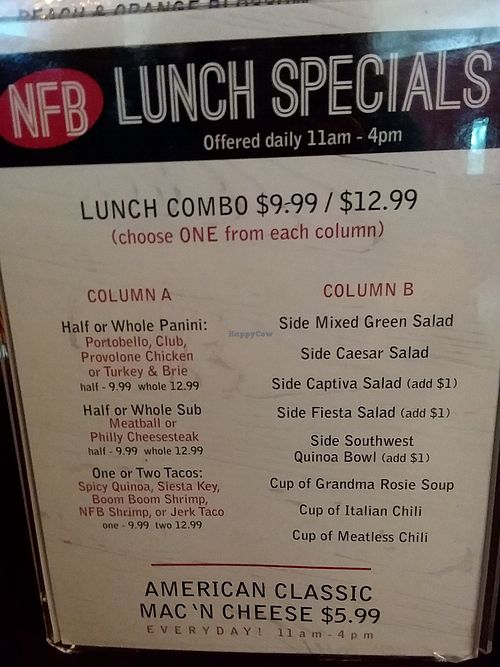 PEACH & ORANGE BLOSSOM
NFB LUNCH SPECIALS
Offered daily 11am - 4pm
LUNCH COMBO $9.99 / $12.99
(choose ONE from each column)
COLUMN A
Half or Whole Panini:
Portobello, Club,
Provolone Chicken
or Turkey & Brie
half - 9.99 whole 12.99
Half or Whole Sub
Meatball or
Philly Cheesesteak
half - 9.99 whole 12.99
One or Two Tacos:
Spicy Quinoa, Siesta Key,
Boom Boom Shrimp,
NFB Shrimp, or Jerk Taco
one - 9.99 two 12.99
COLUMN B
Side Mixed Green Salad
Side Caesar Salad
Side Captiva Salad (add $1)
Side Fiesta Salad (add $1)
Side Southwest
Quinoa Bowl (add $1)
Cup of Grandma Rosie Soup
Cup of Italian Chili
Cup of Meatless Chili
AMERICAN CLASSIC
MAC 'N CHEESE $5.99
EVERYDAY! 11am-4pm
HappyCow